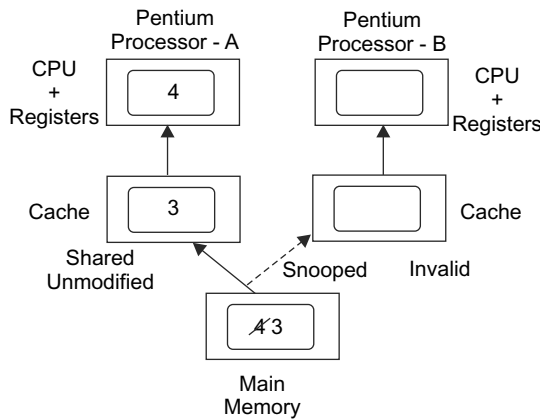 Pentium
Processor - A
Pentium
Processor - B
CPU
+
Registers
4
CPU
+
Registers
Cache
3
Cache
Shared
Unmodified
Snooped
Invalid
4 3
Main
Memory